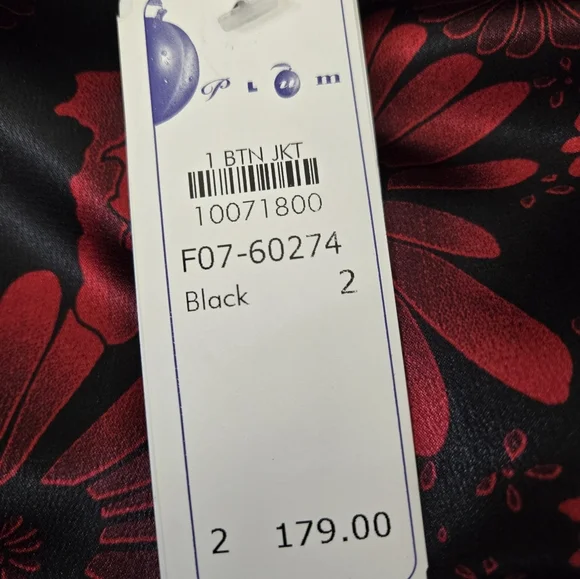 PLum
1 BTN JKT
10071800
F07-60274
Black 2
2 179.00